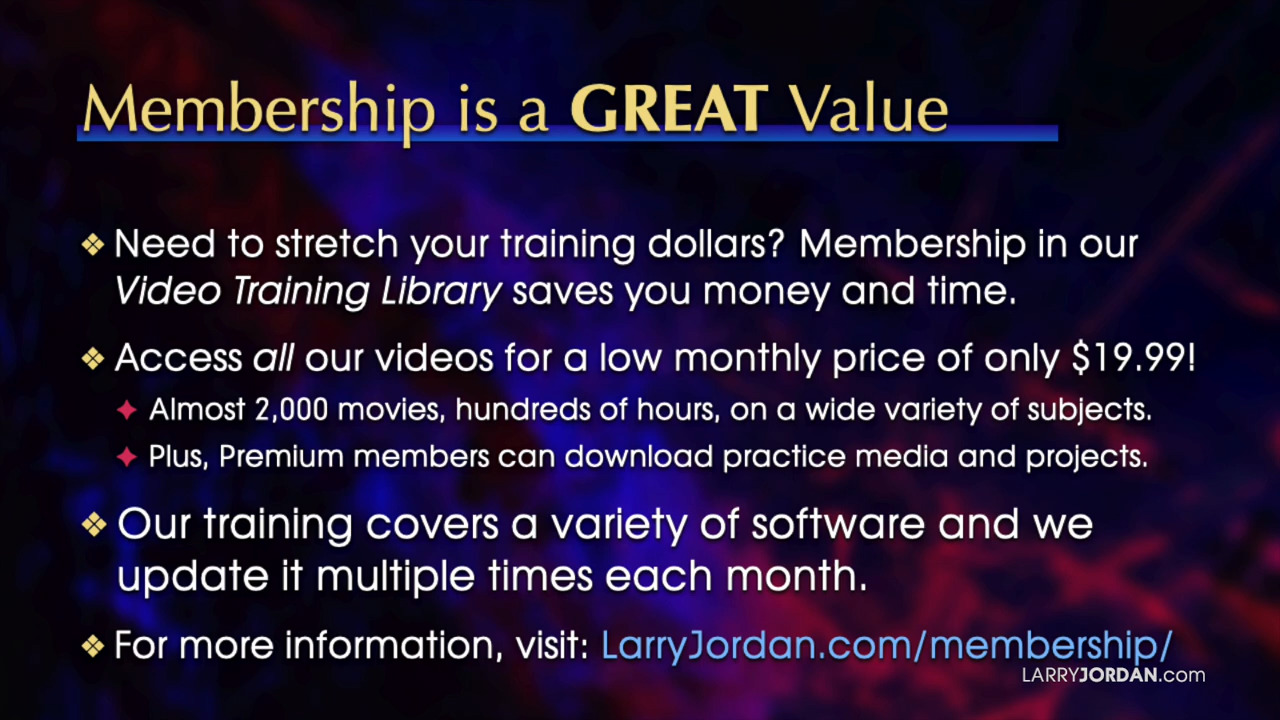 Membership is a GREAT Value
❖ Need to stretch your training dollars? Membership in our
Video Training Library saves you money and time.
❖ Access all our videos for a low monthly price of only $19.99!
✦ Almost 2,000 movies, hundreds of hours, on a wide variety of subjects.
✦ Plus, Premium members can download practice media and projects.
❖ Our training covers a variety of software and we
update it multiple times each month.
❖ For more information, visit: LarryJordan.com/membership/
LARRYJORDAN.com